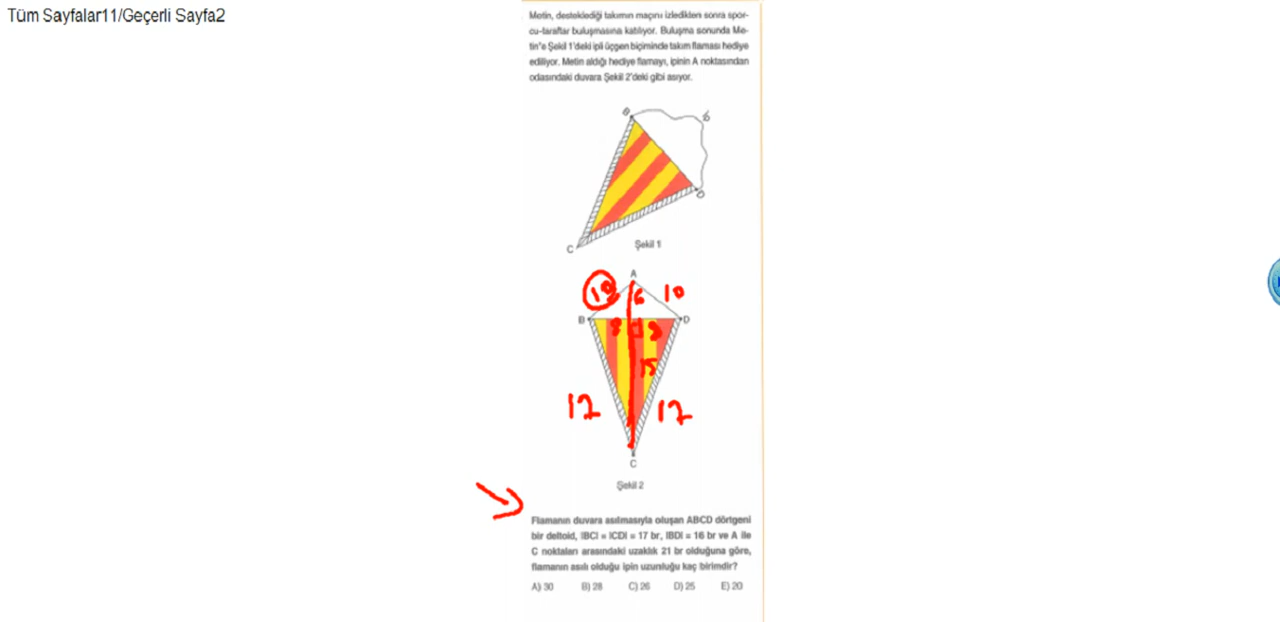 Tüm Sayfalar11/Geçerli Sayfa2
Metin, desteklediği takımın maçını izledikten sonra spor-
cu-taraftar buluşmasına katılıyor. Buluşma sonunda Me-
tin'e Şekil 1'deki ipli üçgen biçiminde takım flaması hediye
ediliyor. Metin aldığı hediye flamayı, ipinin A noktasından
odasındaki duvara Şekil 2'deki gibi asıyor.
B
D
C
Şekil 1
A
10 6 10
B 8 8 D
15
17 17
C
Şekil 2
Flamanın duvara asılmasıyla oluşan ABCD dörtgeni
bir deltoid, IBCI = ICDI = 17 br, IBDI = 16 br ve A ile
C noktaları arasındaki uzaklık 21 br olduğuna göre,
flamanın asılı olduğu ipin uzunluğu kaç birimdir?
A) 30 B) 28 C) 26 D) 25 E) 20